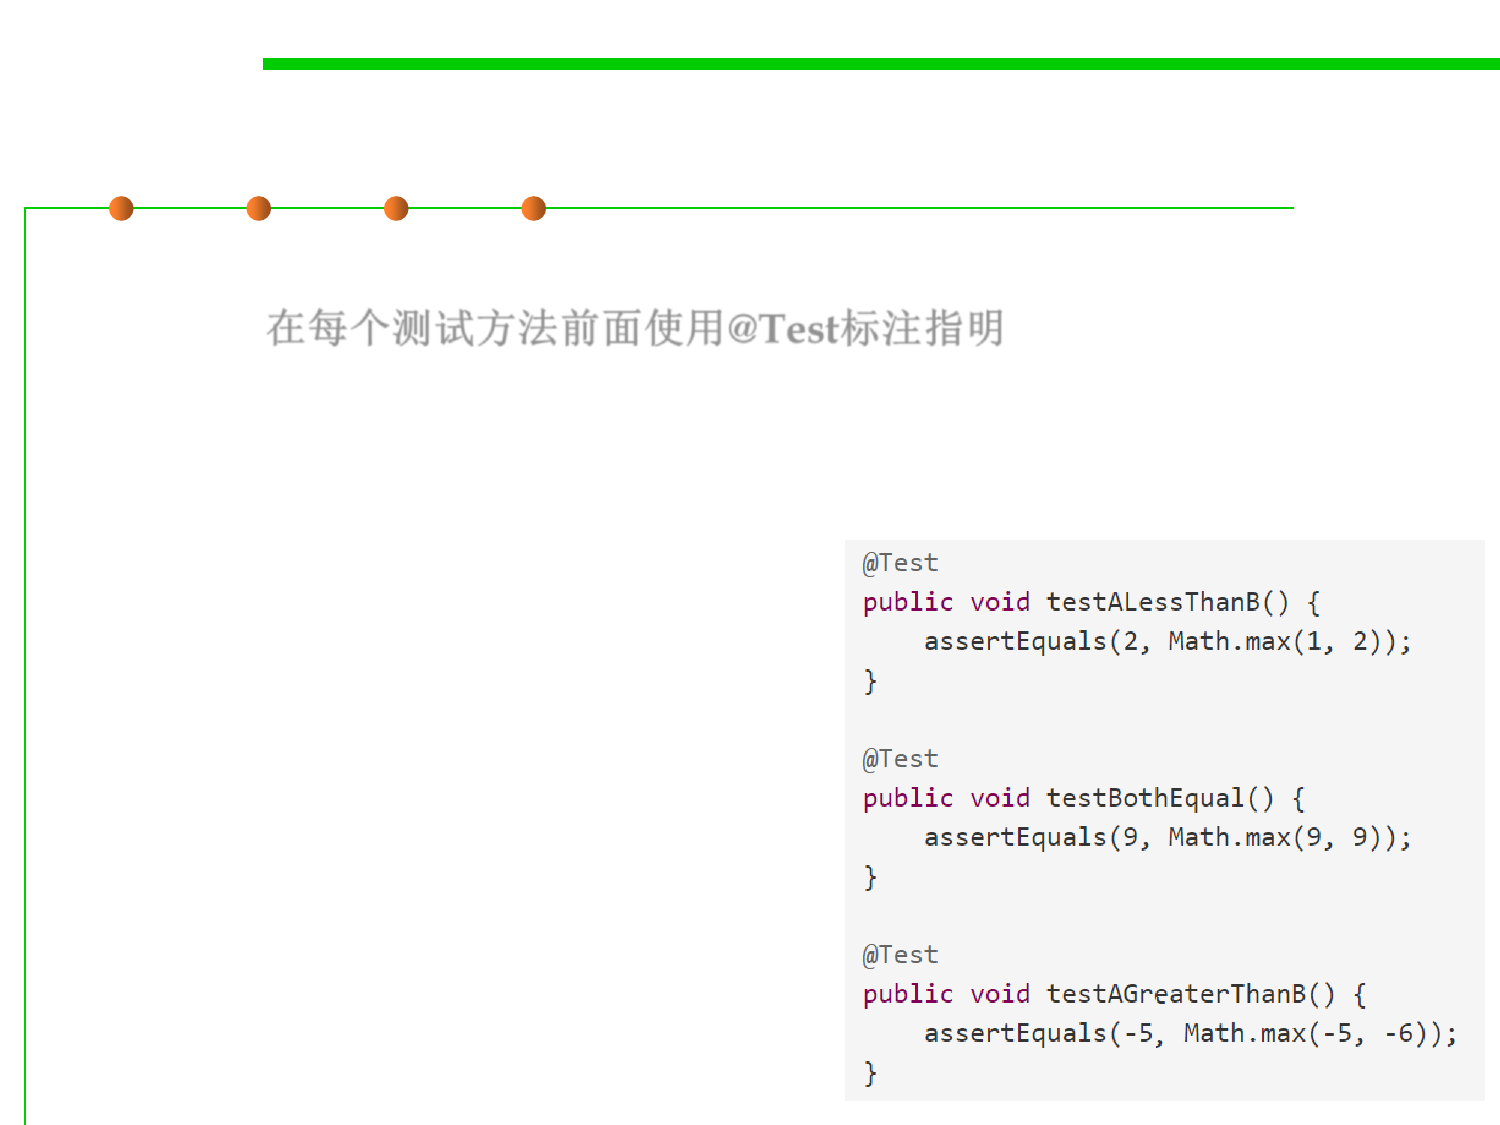 在每个测试方法前面使用@Test标注指明
@Test
public void testALessThanB() {
    assertEquals(2, Math.max(1, 2));
}
@Test
public void testBothEqual() {
    assertEquals(9, Math.max(9, 9));
}
@Test
public void testAGreaterThanB() {
    assertEquals(-5, Math.max(-5, -6));
}